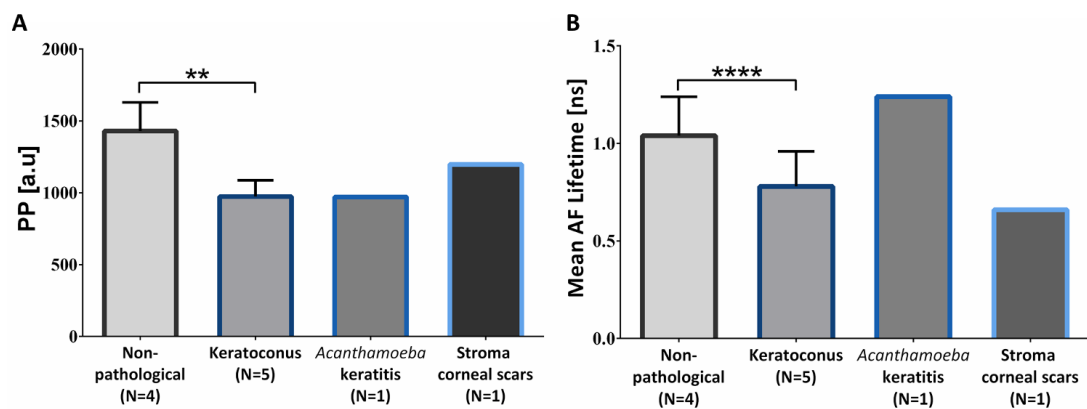 A
PP [a.u]
2000
1500
1000
500
0
**
Non-
pathological
(N=4)
Keratoconus
(N=5)
Acanthamoeba
keratitis
(N=1)
Stroma
corneal scars
(N=1)
B
Mean AF Lifetime [ns]
1.5
1.0
0.5
0.0
****
Non-
pathological
(N=4)
Keratoconus
(N=5)
Acanthamoeba
keratitis
(N=1)
Stroma
corneal scars
(N=1)